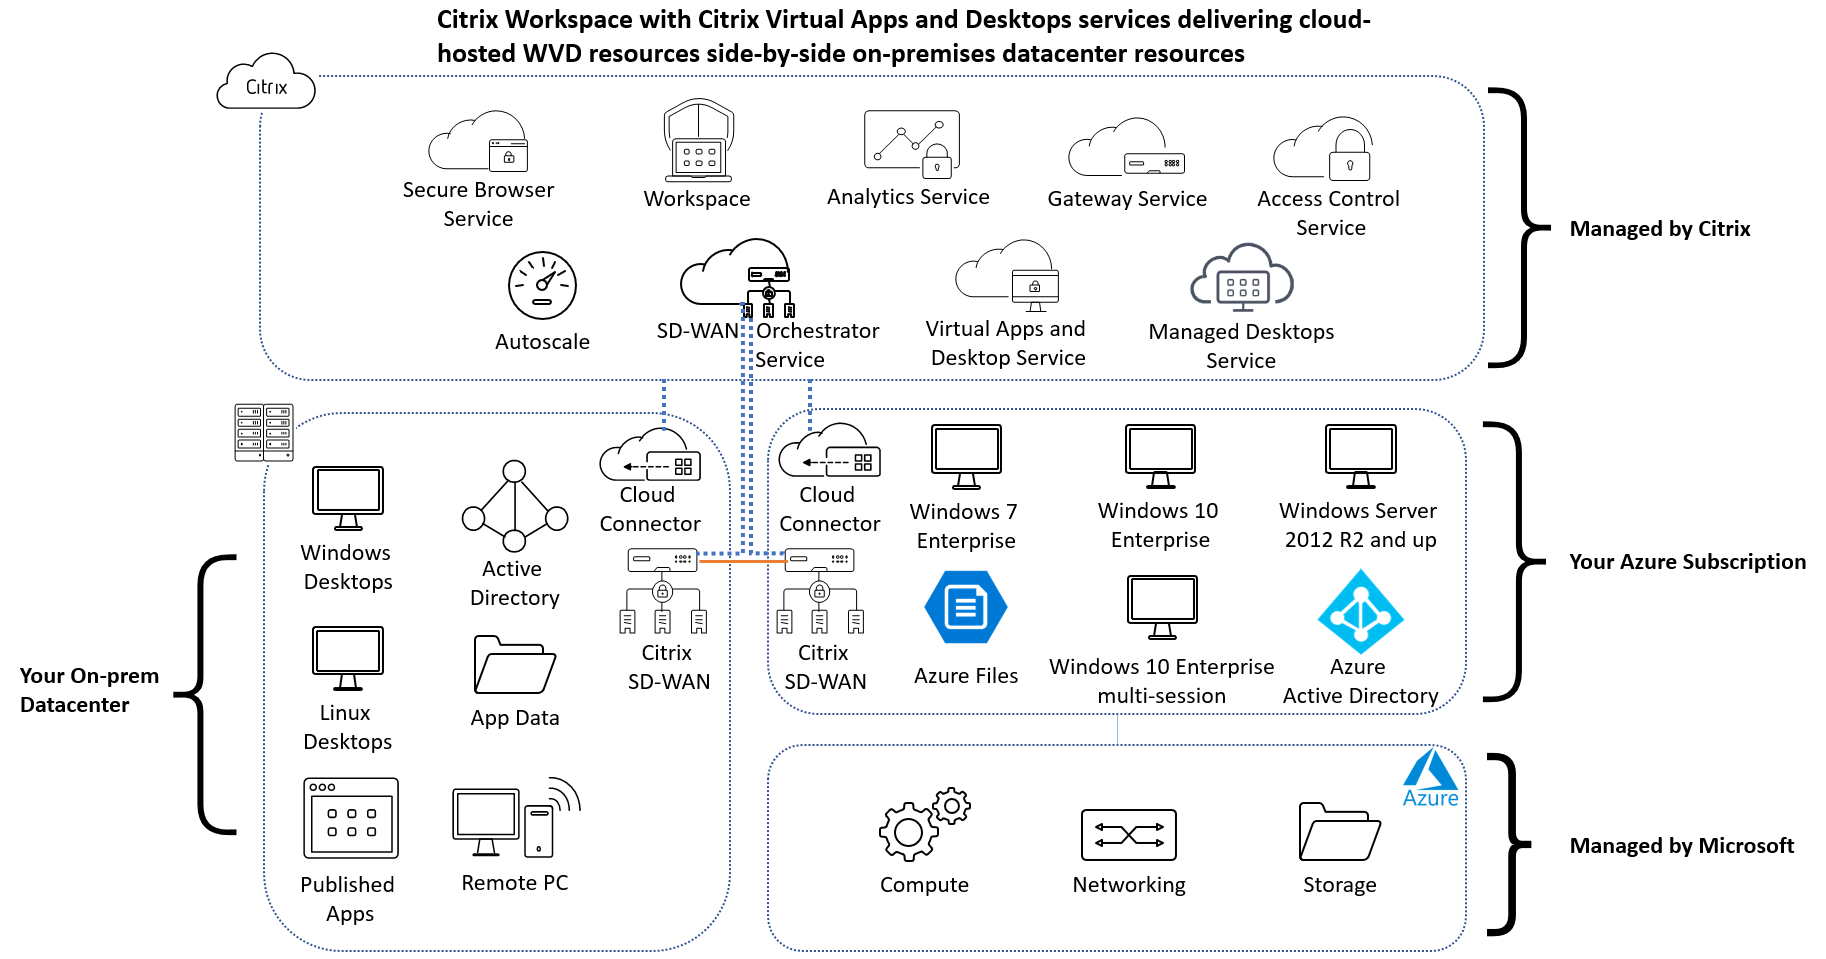 Citrix Workspace with Citrix Virtual Apps and Desktops services delivering cloud-
hosted WVD resources side-by-side on-premises datacenter resources
Citrix
Secure Browser
Service
Workspace
Analytics Service
Gateway Service
Access Control
Service
Managed by Citrix
Autoscale
SD-WAN Orchestrator
Service
Virtual Apps and
Desktop Service
Managed Desktops
Service
Your On-prem
Datacenter
Windows
Desktops
Active
Directory
Cloud
Connector
Linux
Desktops
App Data
Citrix
SD-WAN
Published
Apps
Remote PC
Cloud
Connector
Windows 7
Enterprise
Windows 10
Enterprise
Windows Server
2012 R2 and up
Your Azure Subscription
Citrix
SD-WAN
Azure Files
Windows 10 Enterprise
multi-session
Azure
Active Directory
Azure
Compute
Networking
Storage
Managed by Microsoft